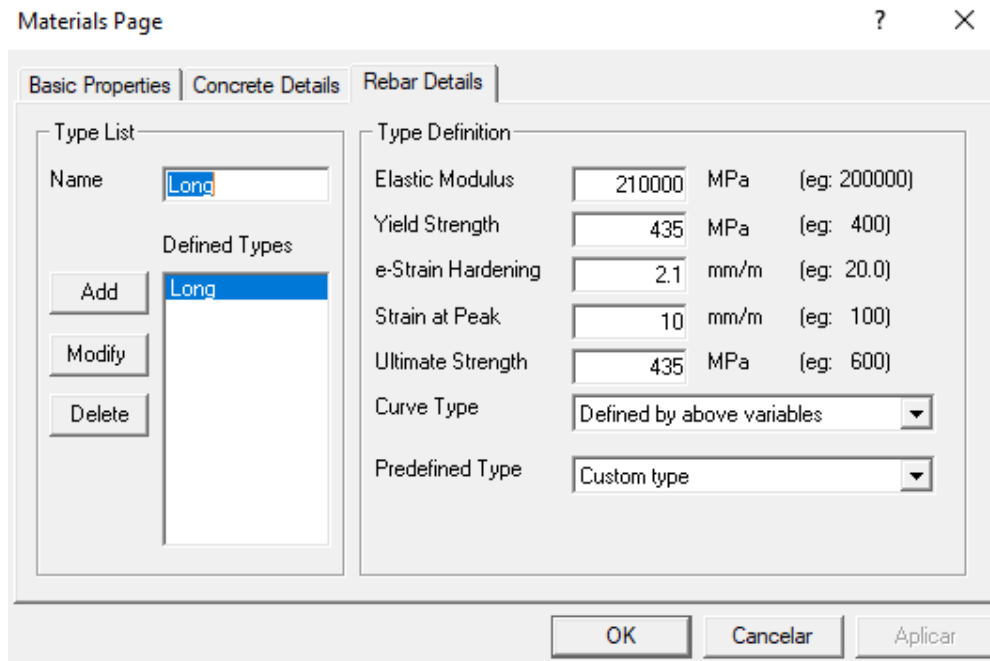 Materials Page
? ×
Basic Properties Concrete Details Rebar Details
Type List
Name Long
Defined Types
Long
Add
Modify
Delete
Type Definition
Elastic Modulus 210000 MPa (eg: 200000)
Yield Strength 435 MPa (eg: 400)
e-Strain Hardening 2.1 mm/m (eg: 20.0)
Strain at Peak 10 mm/m (eg: 100)
Ultimate Strength 435 MPa (eg: 600)
Curve Type Defined by above variables
Predefined Type Custom type
OK Cancelar Aplicar